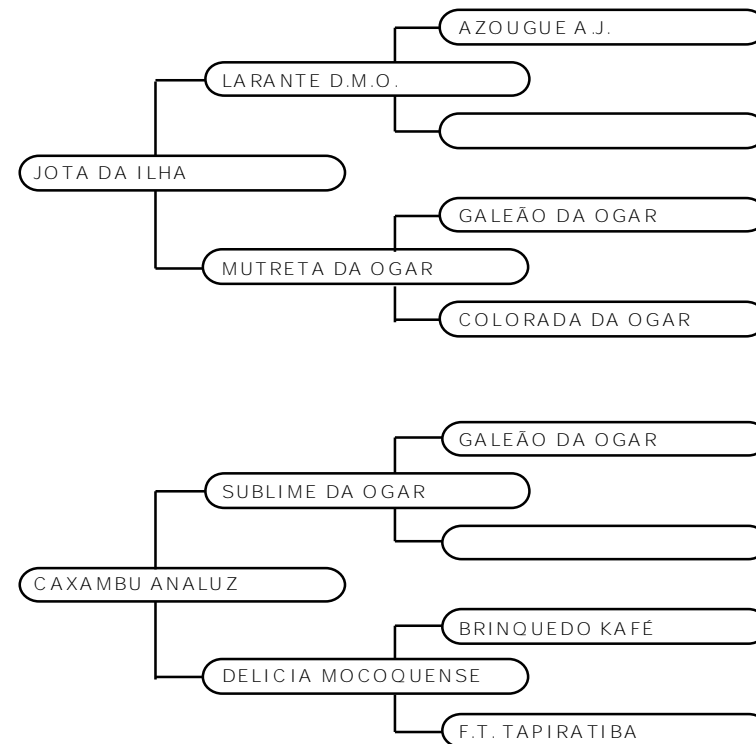 AZOUGUE A.J.
LARANTE D.M.O.
JOTA DA ILHA
GALEÃO DA OGAR
MUTRETA DA OGAR
COLORADA DA OGAR
GALEÃO DA OGAR
SUBLIME DA OGAR
CAXAMBU ANALUZ
BRINQUEDO KAFÉ
DELICIA MOCOQUENSE
F.T. TAPIRATIBA